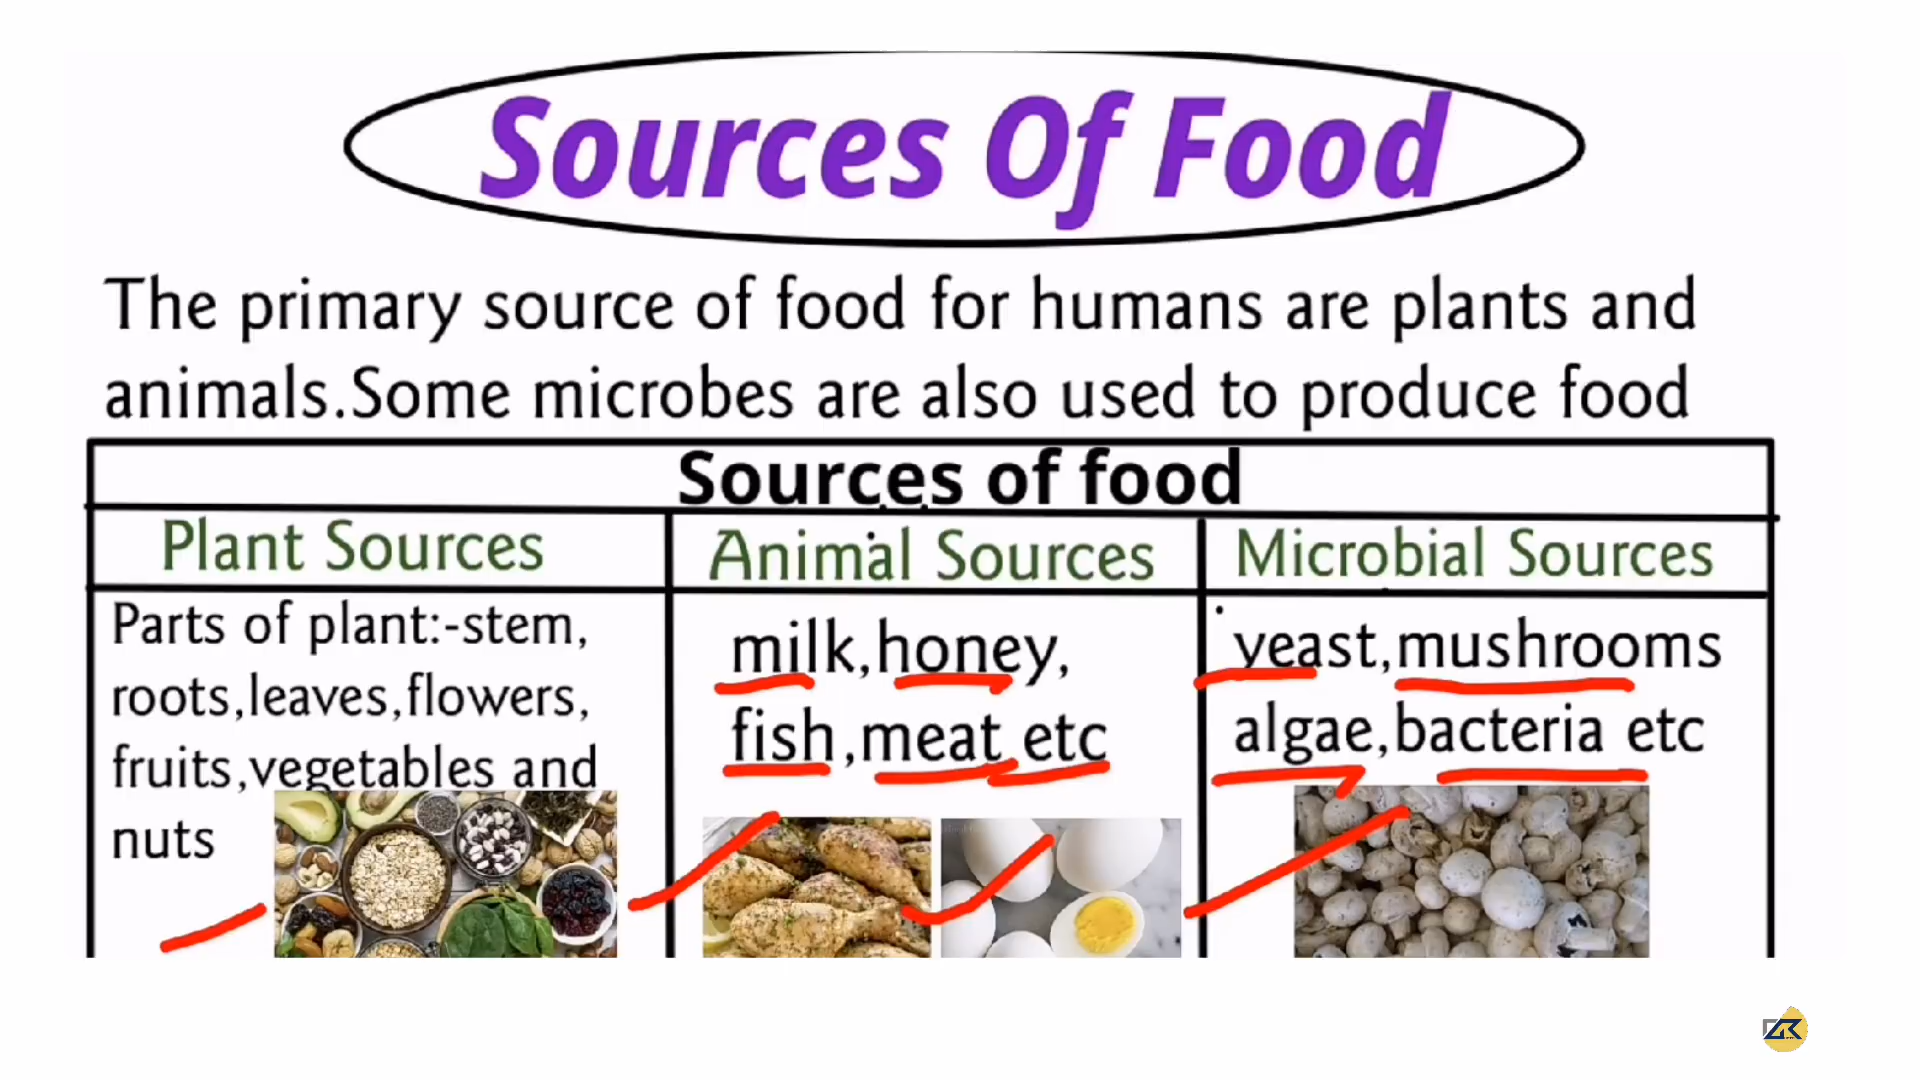 Sources Of Food
The primary source of food for humans are plants and
animals.Some microbes are also used to produce food
Sources of food
Plant Sources
Animal Sources
Microbial Sources
Parts of plant:-stem,
roots,leaves,flowers,
fruits,vegetables and
nuts
milk,honey,
fish,meat etc
yeast,mushrooms
algae,bacteria etc